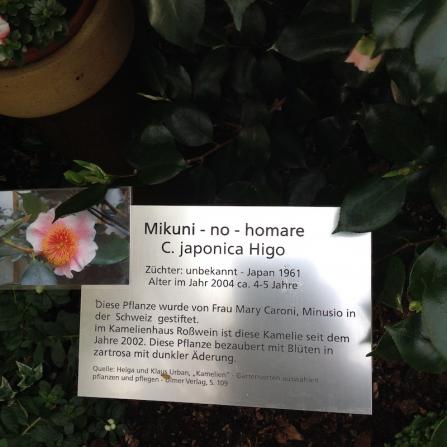 Mikuni - no - homare
C. japonica Higo
Züchter: unbekannt - Japan 1961
Alter im Jahr 2004 ca. 4-5 Jahre
Diese Pflanze wurde von Frau Mary Caroni, Minusio in
der Schweiz gestiftet.
Im Kamelienhaus Roßwein ist diese Kamelie seit dem
Jahre 2002. Diese Pflanze bezaubert mit Blüten in
zartrosa mit dunkler Äderung.
Quelle: Helga und Klaus Urban, „Kamelien" - Gartenarten auswählen
pflanzen und pflegen - Ulmer Verlag, S. 109